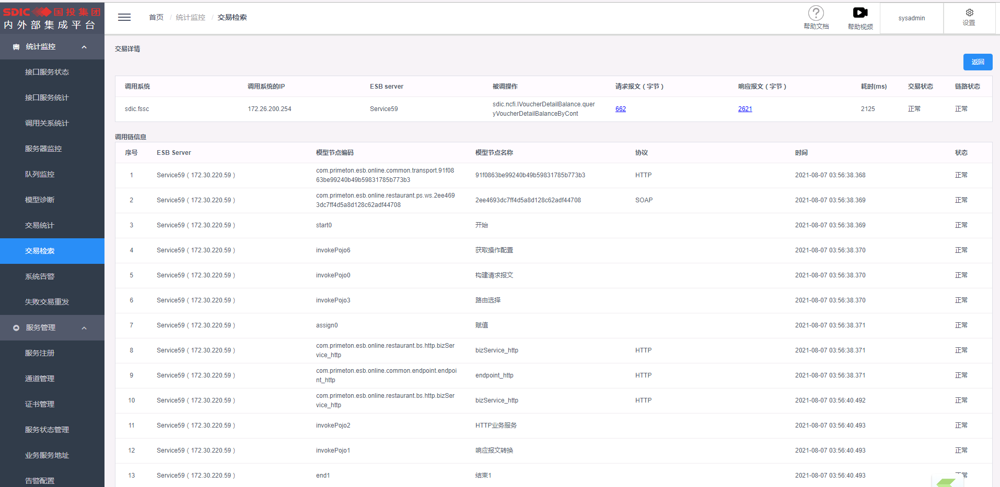 SDIC 国投集团
内外部集成平台
首页 / 统计监控 / 交易检索
帮助文档
帮助视频
sysadmin
设置
统计监控
接口服务状态
接口服务统计
调用关系统计
服务器监控
队列监控
模型诊断
交易统计
交易检索
系统告警
失败交易重发
服务管理
服务注册
通道管理
证书管理
服务状态管理
业务服务地址
告警配置
交易详情
返回
调用系统 调用系统的IP ESB server 被调操作 请求报文（字节） 响应报文（字节） 耗时(ms) 交易状态 链路状态
sdic.fssc 172.26.200.254 Service59 sdic.ncfi.IVoucherDetailBalance.quer
yVoucherDetailBalanceByCont 662 2621 2125 正常 正常
调用链信息
序号 ESB Server 模型节点编码 模型节点名称 协议 时间 状态
1 Service59（172.30.220.59） com.primeton.esb.online.common.transport.91f08
63be99240b49b59831785b773b3 91f0863be99240b49b59831785b773b3 HTTP 2021-08-07 03:56:38.368 正常
2 Service59（172.30.220.59） com.primeton.esb.online.restaurant.ps.ws.2ee469
3dc7ff4d5a8d128c62adf44708 2ee4693dc7ff4d5a8d128c62adf44708 SOAP 2021-08-07 03:56:38.369 正常
3 Service59（172.30.220.59） start0 开始 2021-08-07 03:56:38.369 正常
4 Service59（172.30.220.59） invokePojo6 获取操作配置 2021-08-07 03:56:38.370 正常
5 Service59（172.30.220.59） invokePojo0 构建请求报文 2021-08-07 03:56:38.370 正常
6 Service59（172.30.220.59） invokePojo3 路由选择 2021-08-07 03:56:38.370 正常
7 Service59（172.30.220.59） assign0 赋值 2021-08-07 03:56:38.371 正常
8 Service59（172.30.220.59） com.primeton.esb.online.restaurant.bs.http.bizSer
vice_http bizService_http HTTP 2021-08-07 03:56:38.371 正常
9 Service59（172.30.220.59） com.primeton.esb.online.common.endpoint.endpoi
nt_http endpoint_http HTTP 2021-08-07 03:56:38.371 正常
10 Service59（172.30.220.59） com.primeton.esb.online.restaurant.bs.http.bizSer
vice_http bizService_http HTTP 2021-08-07 03:56:40.492 正常
11 Service59（172.30.220.59） invokePojo2 HTTP业务服务 2021-08-07 03:56:40.493 正常
12 Service59（172.30.220.59） invokePojo1 响应报文转换 2021-08-07 03:56:40.493 正常
13 Service59（172.30.220.59） end1 结束1 2021-08-07 03:56:40.493 正常